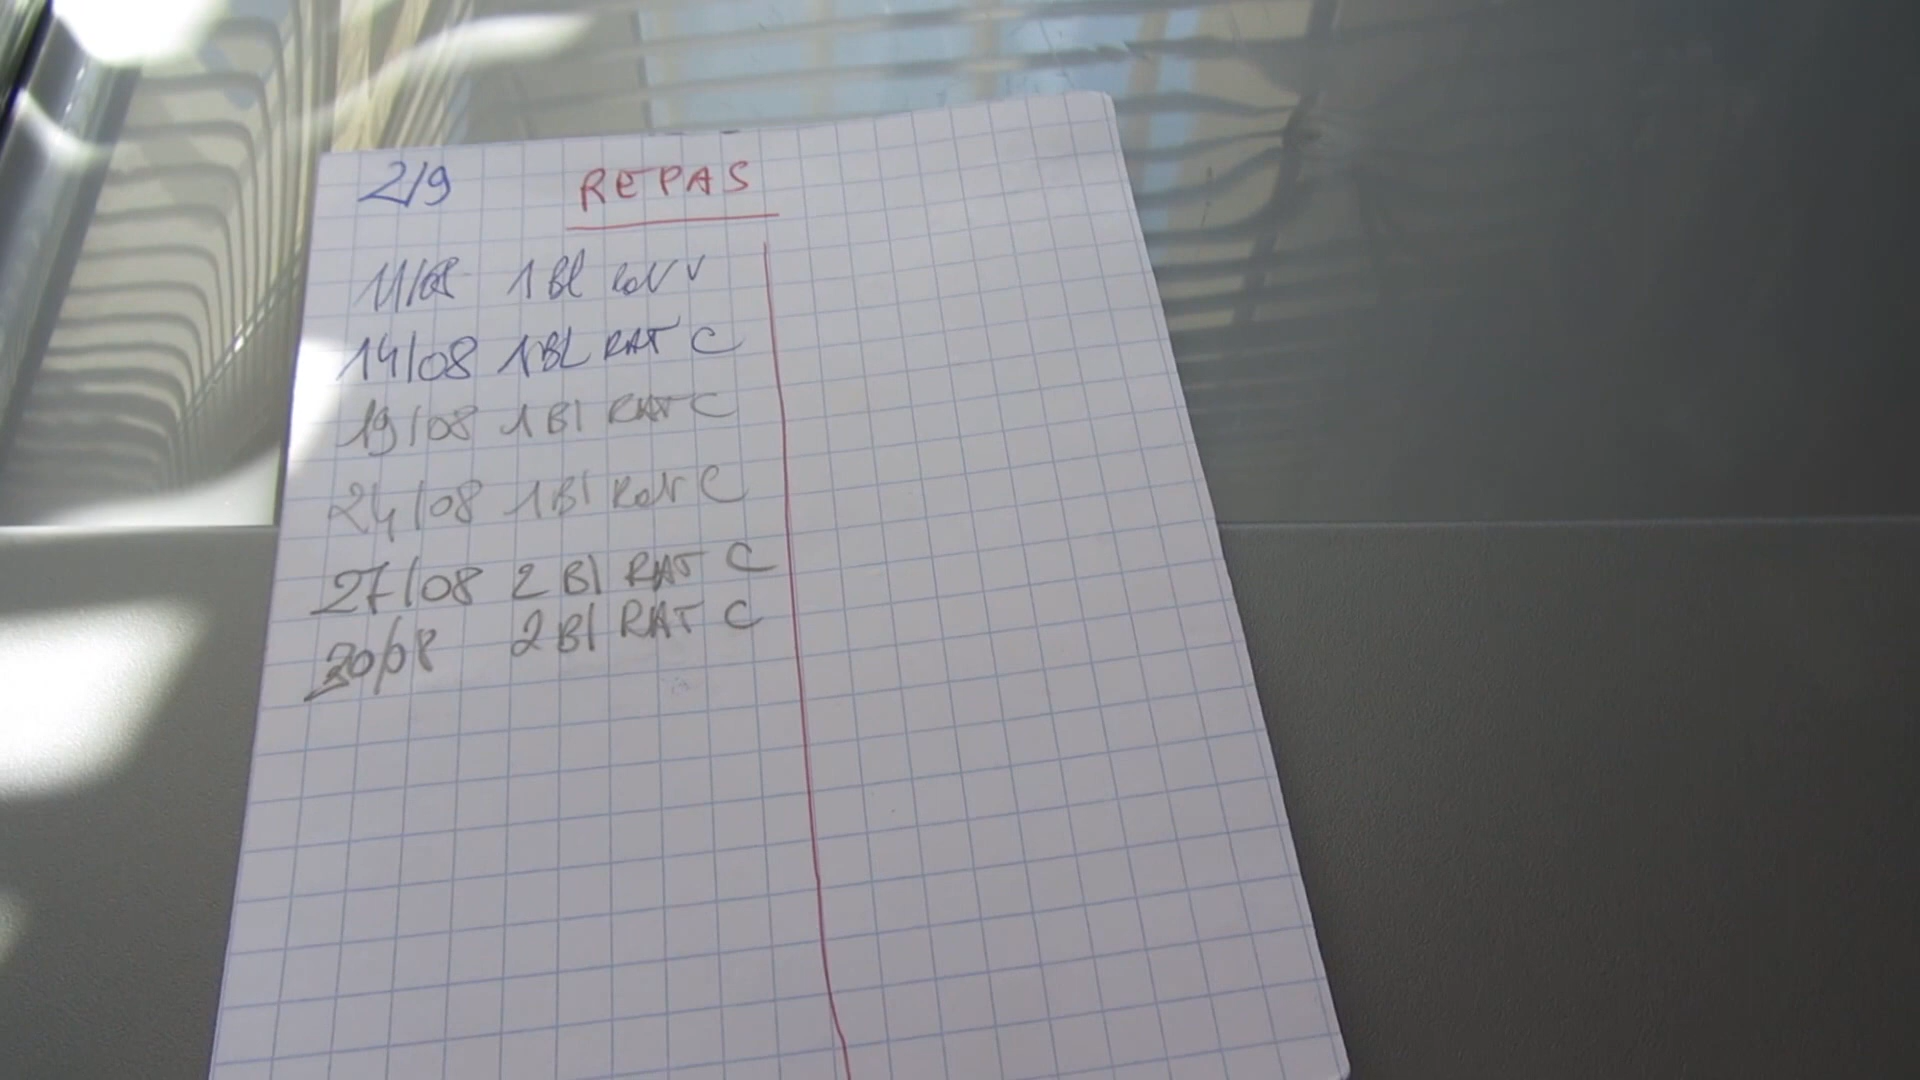 2/9 REPAS
11/08 1 Bl V
14/08 1 BL RAT C
19/08 1 Bl RAT C
24/08 1 Bl C
27/08 2 Bl RAT C
30/08 2 Bl RAT C